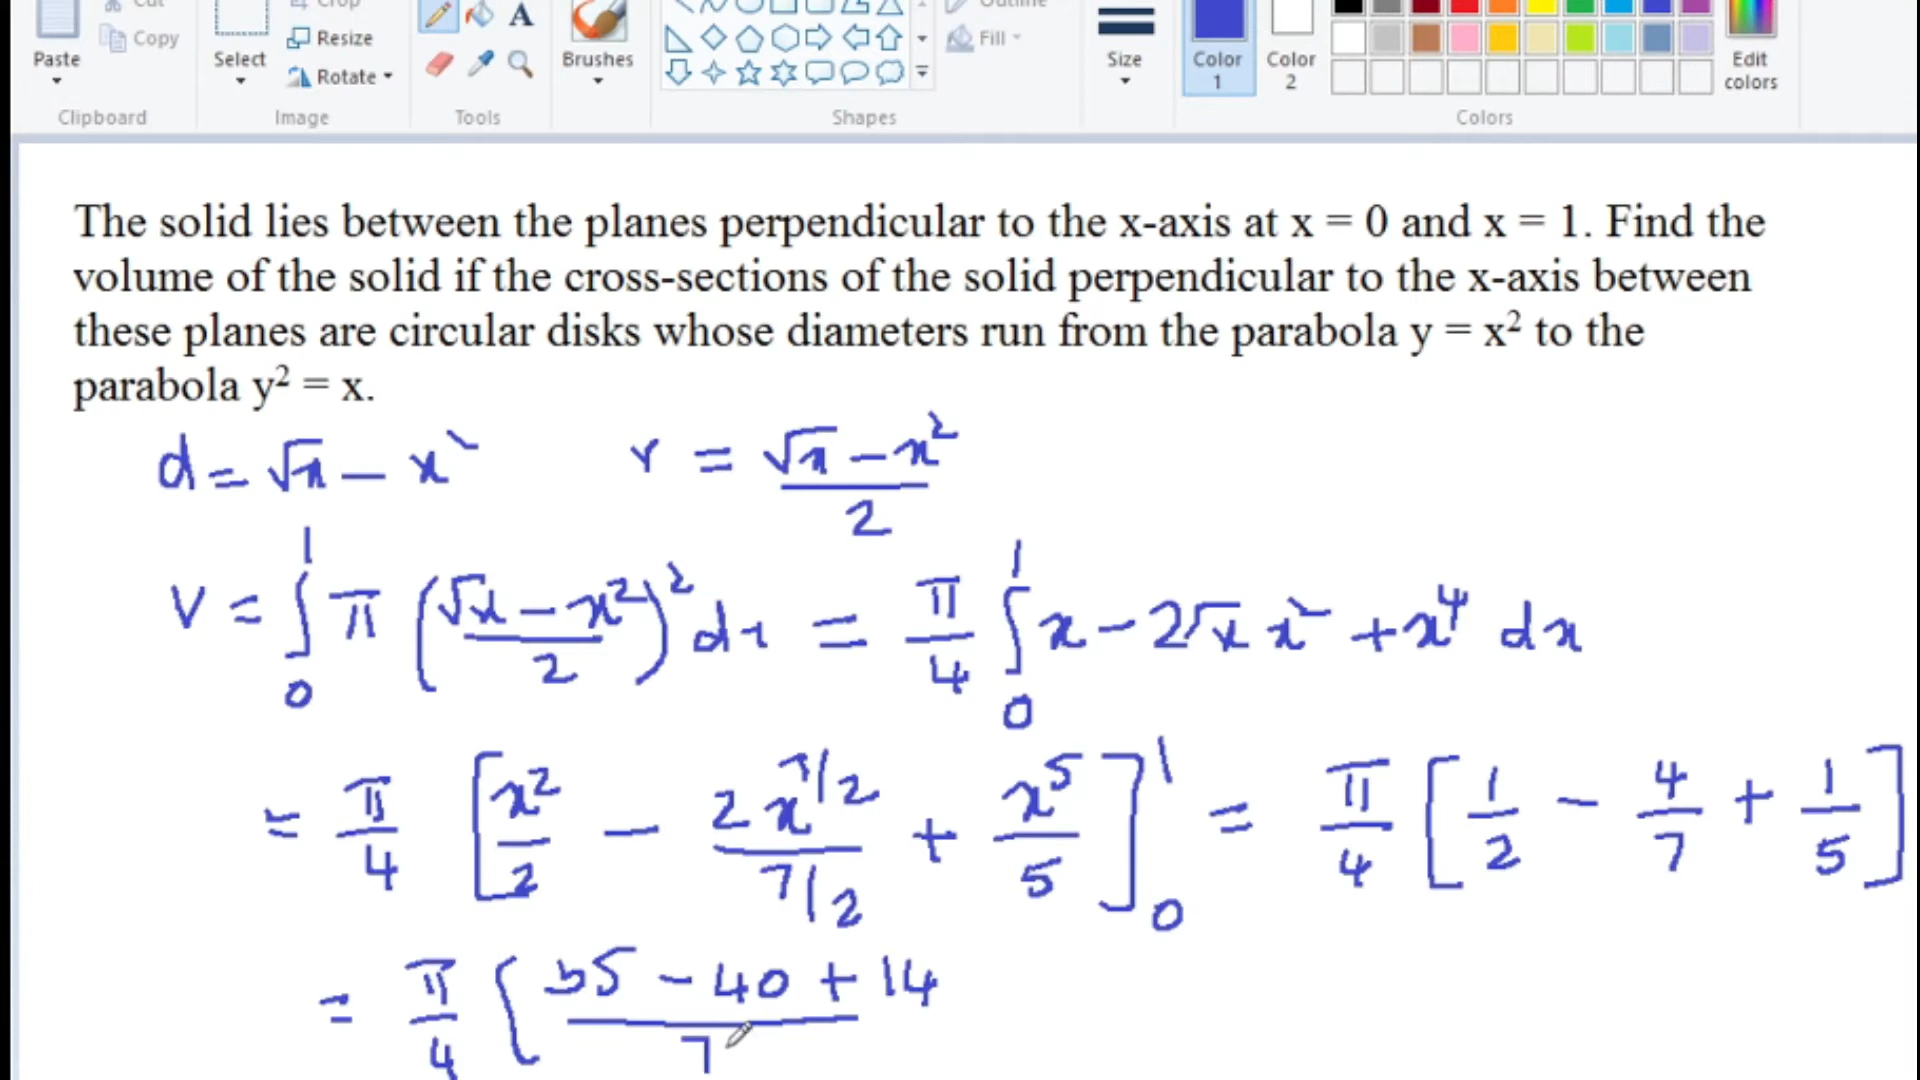 Cut
Crop
Outline
Copy
Resize
Fill
Paste
Select
Rotate
A
Brushes
Size
Color 1
Color 2
Edit colors
Clipboard
Image
Tools
Shapes
Colors
The solid lies between the planes perpendicular to the x-axis at x = 0 and x = 1. Find the
volume of the solid if the cross-sections of the solid perpendicular to the x-axis between
these planes are circular disks whose diameters run from the parabola y = x² to the
parabola y² = x.
d = √x − x² r = (√x − x²)/2
V = ∫₀¹ π ((√x − x²)/2)² dx = π/4 ∫₀¹ x − 2√x x² + x⁴ dx
= π/4 [x²/2 − 2x^(7/2)/(7/2) + x⁵/5]₀¹ = π/4 [1/2 − 4/7 + 1/5]
= π/4 [(35 − 40 + 14)/7